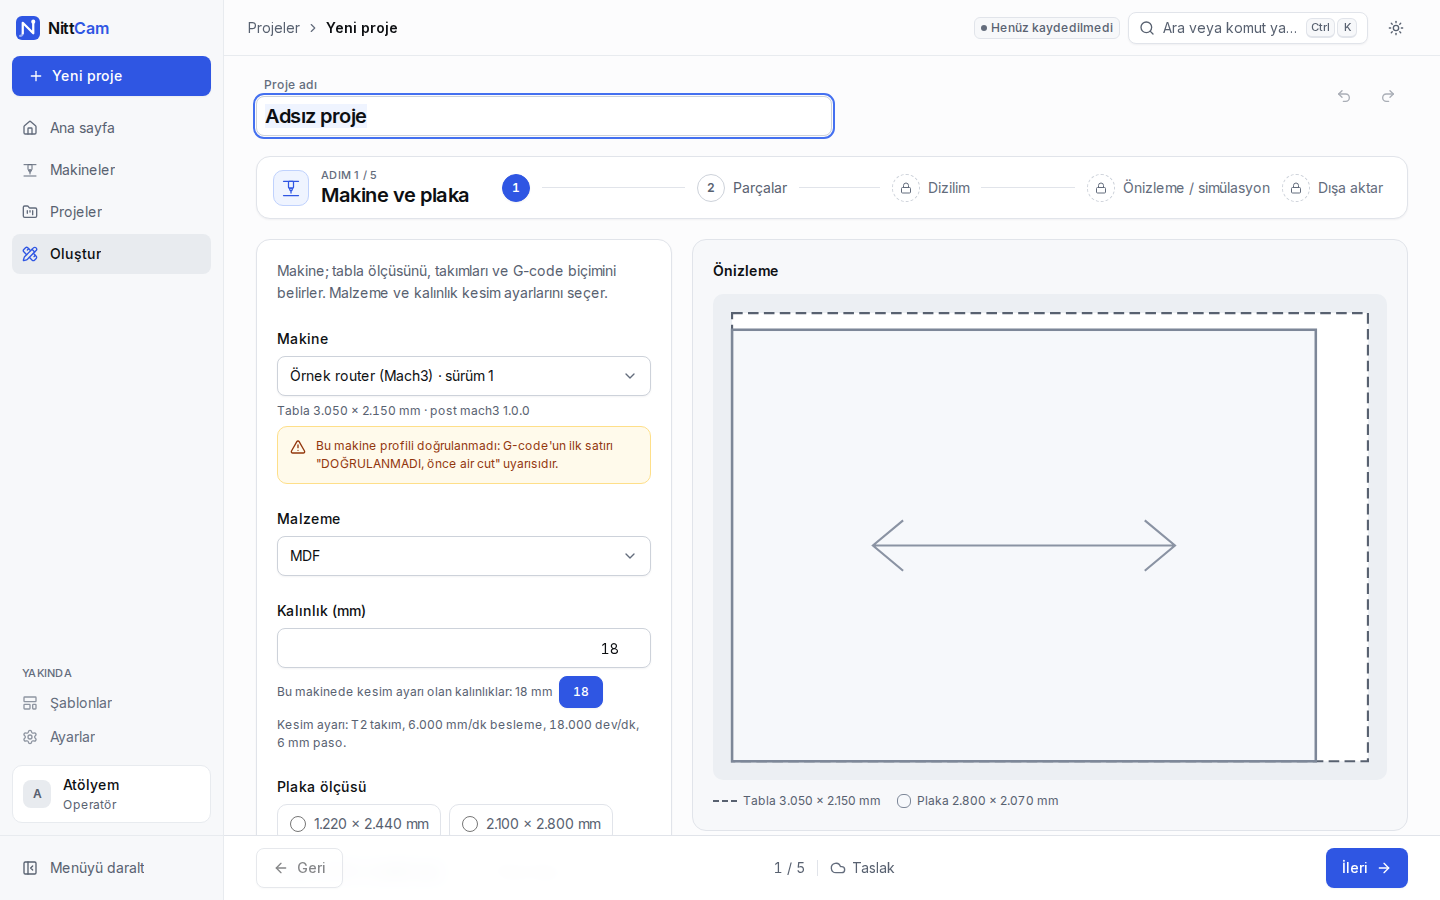 NittCam
Yeni proje
Ana sayfa
Makineler
Projeler
Oluştur
YAKINDA
Şablonlar
Ayarlar
A
Atölyem
Operatör
Menüyü daralt
Projeler > Yeni proje
Henüz kaydedilmedi
Ara veya komut ya...
Ctrl K
Proje adı
Adsız proje
ADIM 1 / 5
Makine ve plaka
1
2 Parçalar
Dizilim
Önizleme / simülasyon
Dışa aktar
Makine; tabla ölçüsünü, takımları ve G-code biçimini
belirler. Malzeme ve kalınlık kesim ayarlarını seçer.
Makine
Örnek router (Mach3) · sürüm 1
Tabla 3.050 × 2.150 mm · post mach3 1.0.0
Bu makine profili doğrulanmadı: G-code'un ilk satırı
"DOĞRULANMADI, önce air cut" uyarısıdır.
Malzeme
MDF
Kalınlık (mm)
18
Bu makinede kesim ayarı olan kalınlıklar: 18 mm 18
Kesim ayarı: T2 takım, 6.000 mm/dk besleme, 18.000 dev/dk,
6 mm paso.
Plaka ölçüsü
1.220 × 2.440 mm
2.100 × 2.800 mm
Önizleme
Tabla 3.050 × 2.150 mm
Plaka 2.800 × 2.070 mm
Geri
1 / 5
Taslak
İleri